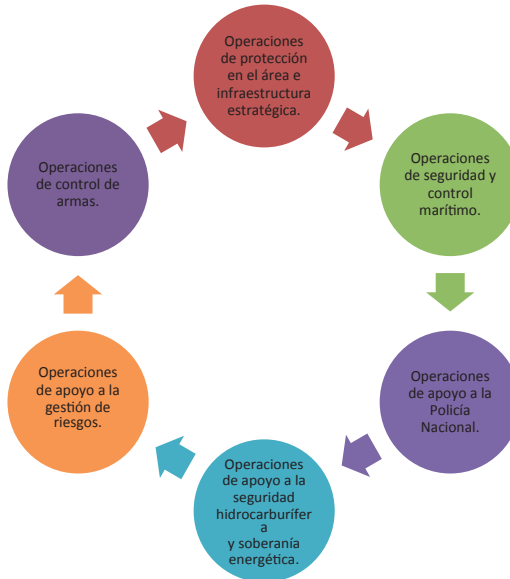 Operaciones
de protección
en el área e
infraestructura
estratégica.
Operaciones
de seguridad y
control
marítimo.
Operaciones
de apoyo a la
Policía
Nacional.
Operaciones
de apoyo a la
seguridad
hidrocarburífer
a
y soberanía
energética.
Operaciones
de apoyo a la
gestión de
riesgos.
Operaciones
de control de
armas.